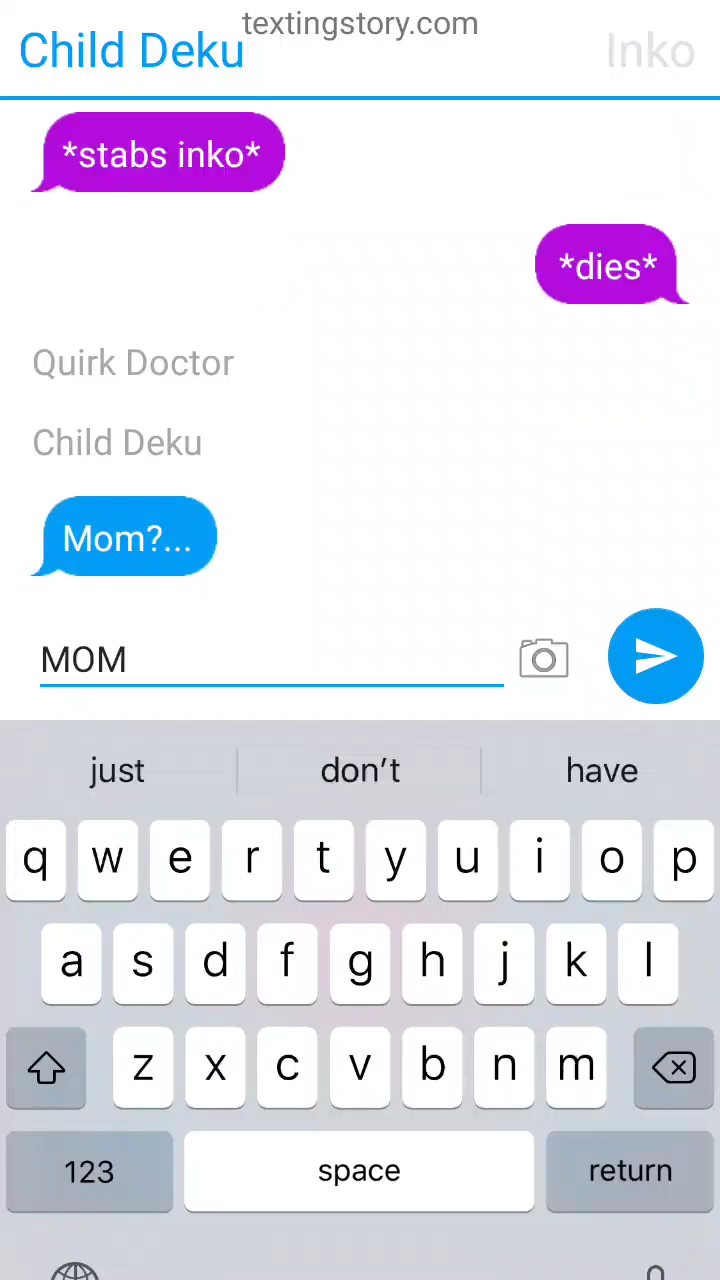 textingstory.com
Child Deku Inko
*stabs inko*
*dies*
Quirk Doctor
Child Deku
Mom?...
MOM
just don't have
q w e r t y u i o p
a s d f g h j k l
z x c v b n m
123 space return